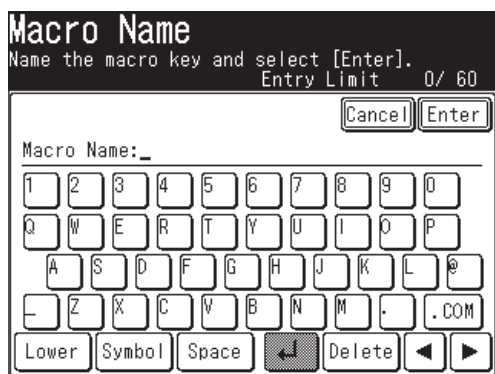 Macro Name
Name the macro key and select [Enter].
Entry Limit 0/ 60
Cancel Enter
Macro Name:_
1 2 3 4 5 6 7 8 9 0
Q W E R T Y U I O P
A S D F G H J K L @
_ Z X C V B N M . .COM
Lower Symbol Space ↵ Delete ◀ ▶